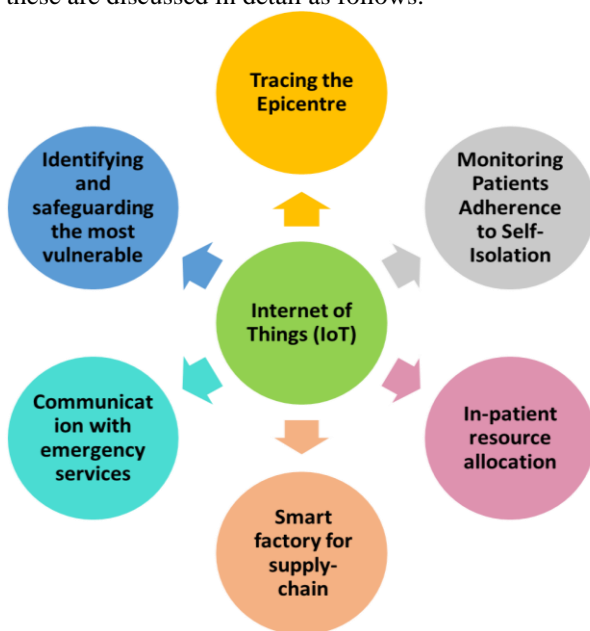 these are discussed in detail as follows.
Tracing the
Epicentre
Identifying
and
safeguarding
the most
vulnerable
Monitoring
Patients
Adherence
to Self-
Isolation
Internet of
Things (IoT)
Communicat
ion with
emergency
services
In-patient
resource
allocation
Smart
factory for
supply-
chain